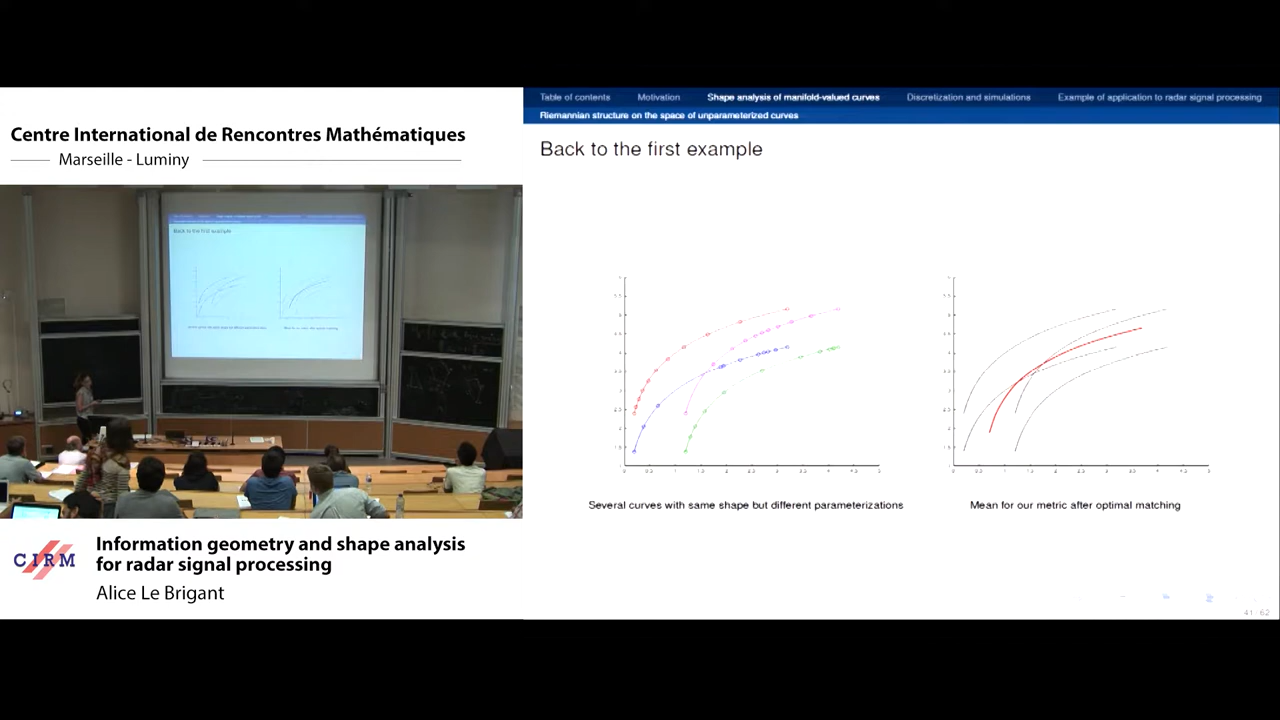 Centre International de Rencontres Mathématiques
Marseille - Luminy
CIRM
Information geometry and shape analysis
for radar signal processing
Alice Le Brigant
Table of contents
Motivation
Shape analysis of manifold-valued curves
Discretization and simulations
Example of application to radar signal processing
Riemannian structure on the space of unparameterized curves
Back to the first example
Several curves with same shape but different parameterizations
Mean for our metric after optimal matching
41 / 62